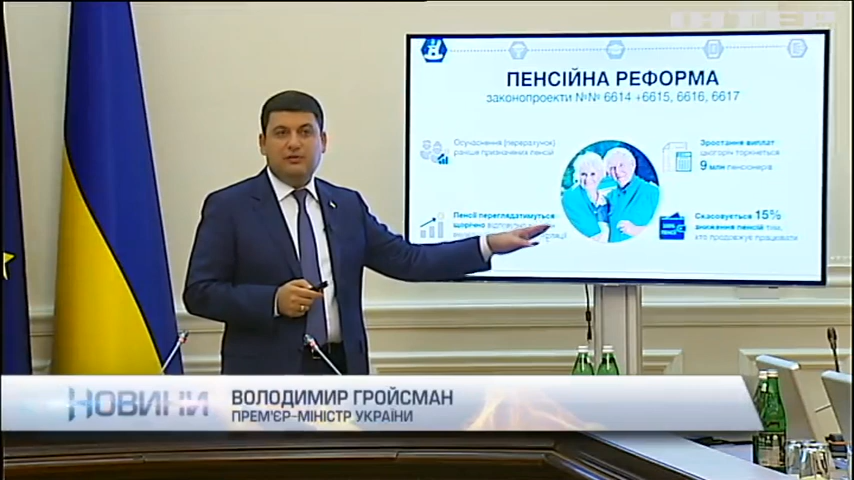 ІНТЕР
ПЕНСІЙНА РЕФОРМА
законопроекти №№ 6614 +6615, 6616, 6617
Осучаснення (перерахунок)
раніше призначених пенсій
Зростання виплат
цьогоріч торкнеться
9 млн пенсіонерів
Пенсії переглядатимуться
щорічно відповідно
Скасовується 15%
зниження пенсій тим,
хто продовжує працювати
НОВИНИ
ВОЛОДИМИР ГРОЙСМАН
ПРЕМ'ЄР-МІНІСТР УКРАЇНИ